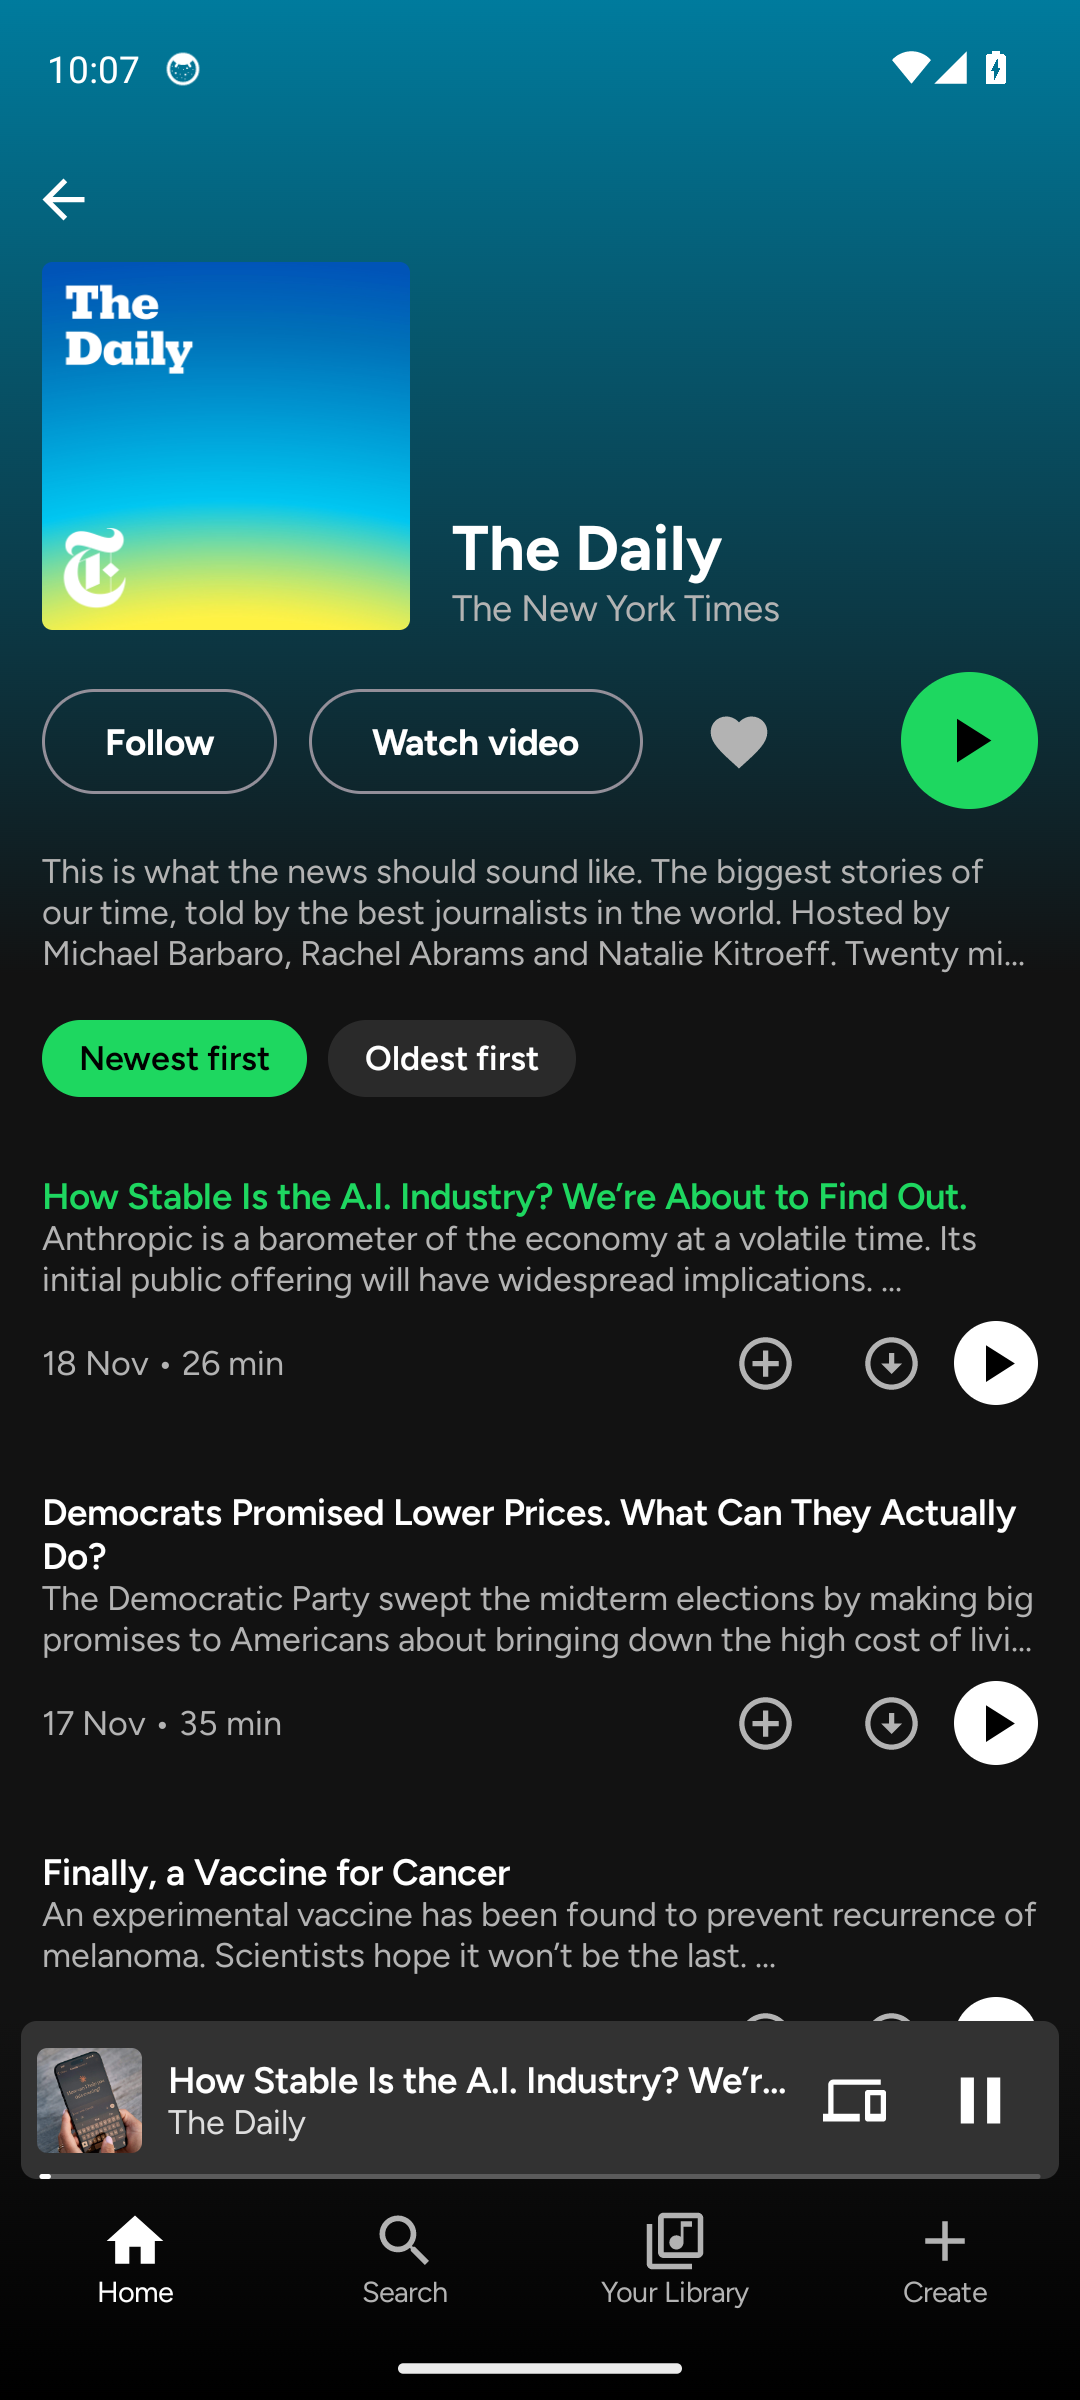 10:07
The
Daily
The Daily
The New York Times
Follow
Watch video
This is what the news should sound like. The biggest stories of
our time, told by the best journalists in the world. Hosted by
Michael Barbaro, Rachel Abrams and Natalie Kitroeff. Twenty mi...
Newest first
Oldest first
How Stable Is the A.I. Industry? We’re About to Find Out.
Anthropic is a barometer of the economy at a volatile time. Its
initial public offering will have widespread implications. ...
18 Nov • 26 min
Democrats Promised Lower Prices. What Can They Actually
Do?
The Democratic Party swept the midterm elections by making big
promises to Americans about bringing down the high cost of livi...
17 Nov • 35 min
Finally, a Vaccine for Cancer
An experimental vaccine has been found to prevent recurrence of
melanoma. Scientists hope it won’t be the last. ...
How Stable Is the A.I. Industry? We’r...
The Daily
Home
Search
Your Library
Create